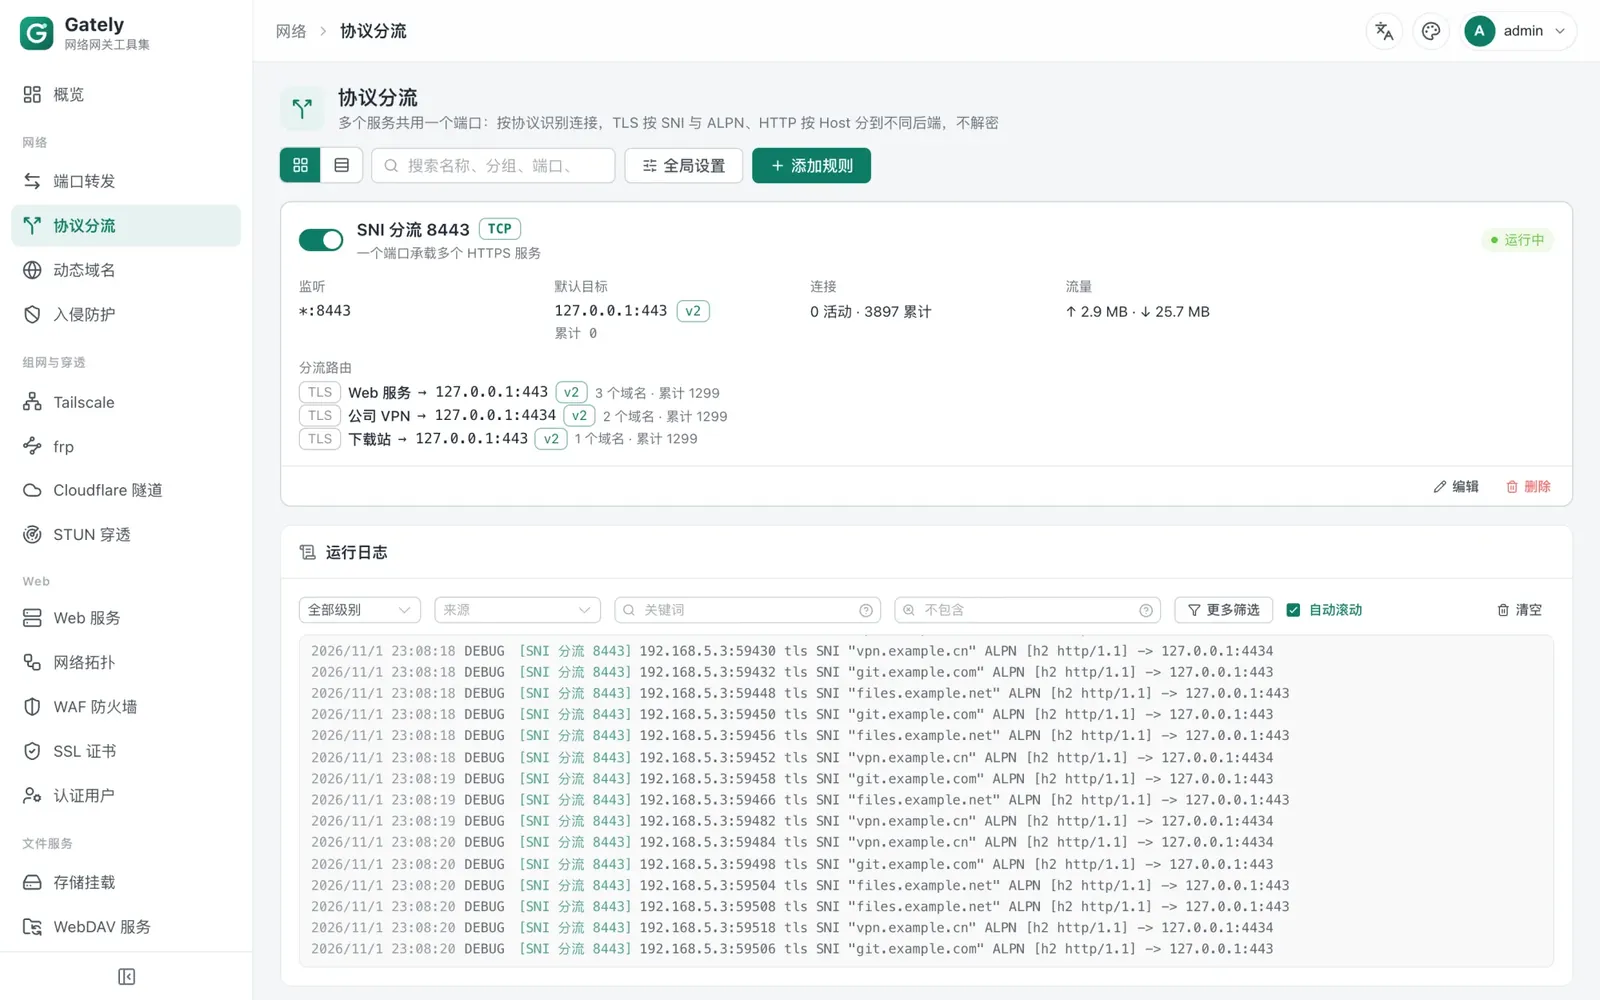 Gately
网络网关工具集
概览
网络
端口转发
协议分流
动态域名
入侵防护
组网与穿透
Tailscale
frp
Cloudflare 隧道
STUN 穿透
Web
Web 服务
网络拓扑
WAF 防火墙
SSL 证书
认证用户
文件服务
存储挂载
WebDAV 服务
网络 > 协议分流
A admin
协议分流
多个服务共用一个端口：按协议识别连接，TLS 按 SNI 与 ALPN、HTTP 按 Host 分到不同后端，不解密
搜索名称、分组、端口、
全局设置
+ 添加规则
SNI 分流 8443 TCP
一个端口承载多个 HTTPS 服务
运行中
监听 默认目标 连接 流量
*:8443 127.0.0.1:443 v2 0 活动 · 3897 累计 ↑ 2.9 MB · ↓ 25.7 MB
累计 0
分流路由
TLS Web 服务 → 127.0.0.1:443 v2 3 个域名 · 累计 1299
TLS 公司 VPN → 127.0.0.1:4434 v2 2 个域名 · 累计 1299
TLS 下载站 → 127.0.0.1:443 v2 1 个域名 · 累计 1299
编辑 删除
运行日志
全部级别 来源 关键词 不包含 更多筛选 自动滚动 清空
2026/11/1 23:08:18 DEBUG [SNI 分流 8443] 192.168.5.3:59430 tls SNI "vpn.example.cn" ALPN [h2 http/1.1] -> 127.0.0.1:4434
2026/11/1 23:08:18 DEBUG [SNI 分流 8443] 192.168.5.3:59432 tls SNI "git.example.com" ALPN [h2 http/1.1] -> 127.0.0.1:443
2026/11/1 23:08:18 DEBUG [SNI 分流 8443] 192.168.5.3:59448 tls SNI "files.example.net" ALPN [h2 http/1.1] -> 127.0.0.1:443
2026/11/1 23:08:18 DEBUG [SNI 分流 8443] 192.168.5.3:59450 tls SNI "git.example.com" ALPN [h2 http/1.1] -> 127.0.0.1:443
2026/11/1 23:08:18 DEBUG [SNI 分流 8443] 192.168.5.3:59456 tls SNI "files.example.net" ALPN [h2 http/1.1] -> 127.0.0.1:443
2026/11/1 23:08:18 DEBUG [SNI 分流 8443] 192.168.5.3:59452 tls SNI "vpn.example.cn" ALPN [h2 http/1.1] -> 127.0.0.1:4434
2026/11/1 23:08:19 DEBUG [SNI 分流 8443] 192.168.5.3:59458 tls SNI "git.example.com" ALPN [h2 http/1.1] -> 127.0.0.1:443
2026/11/1 23:08:19 DEBUG [SNI 分流 8443] 192.168.5.3:59466 tls SNI "files.example.net" ALPN [h2 http/1.1] -> 127.0.0.1:443
2026/11/1 23:08:19 DEBUG [SNI 分流 8443] 192.168.5.3:59482 tls SNI "vpn.example.cn" ALPN [h2 http/1.1] -> 127.0.0.1:4434
2026/11/1 23:08:20 DEBUG [SNI 分流 8443] 192.168.5.3:59484 tls SNI "vpn.example.cn" ALPN [h2 http/1.1] -> 127.0.0.1:4434
2026/11/1 23:08:20 DEBUG [SNI 分流 8443] 192.168.5.3:59498 tls SNI "git.example.com" ALPN [h2 http/1.1] -> 127.0.0.1:443
2026/11/1 23:08:20 DEBUG [SNI 分流 8443] 192.168.5.3:59504 tls SNI "files.example.net" ALPN [h2 http/1.1] -> 127.0.0.1:443
2026/11/1 23:08:20 DEBUG [SNI 分流 8443] 192.168.5.3:59508 tls SNI "files.example.net" ALPN [h2 http/1.1] -> 127.0.0.1:443
2026/11/1 23:08:20 DEBUG [SNI 分流 8443] 192.168.5.3:59518 tls SNI "vpn.example.cn" ALPN [h2 http/1.1] -> 127.0.0.1:4434
2026/11/1 23:08:20 DEBUG [SNI 分流 8443] 192.168.5.3:59506 tls SNI "git.example.com" ALPN [h2 http/1.1] -> 127.0.0.1:443